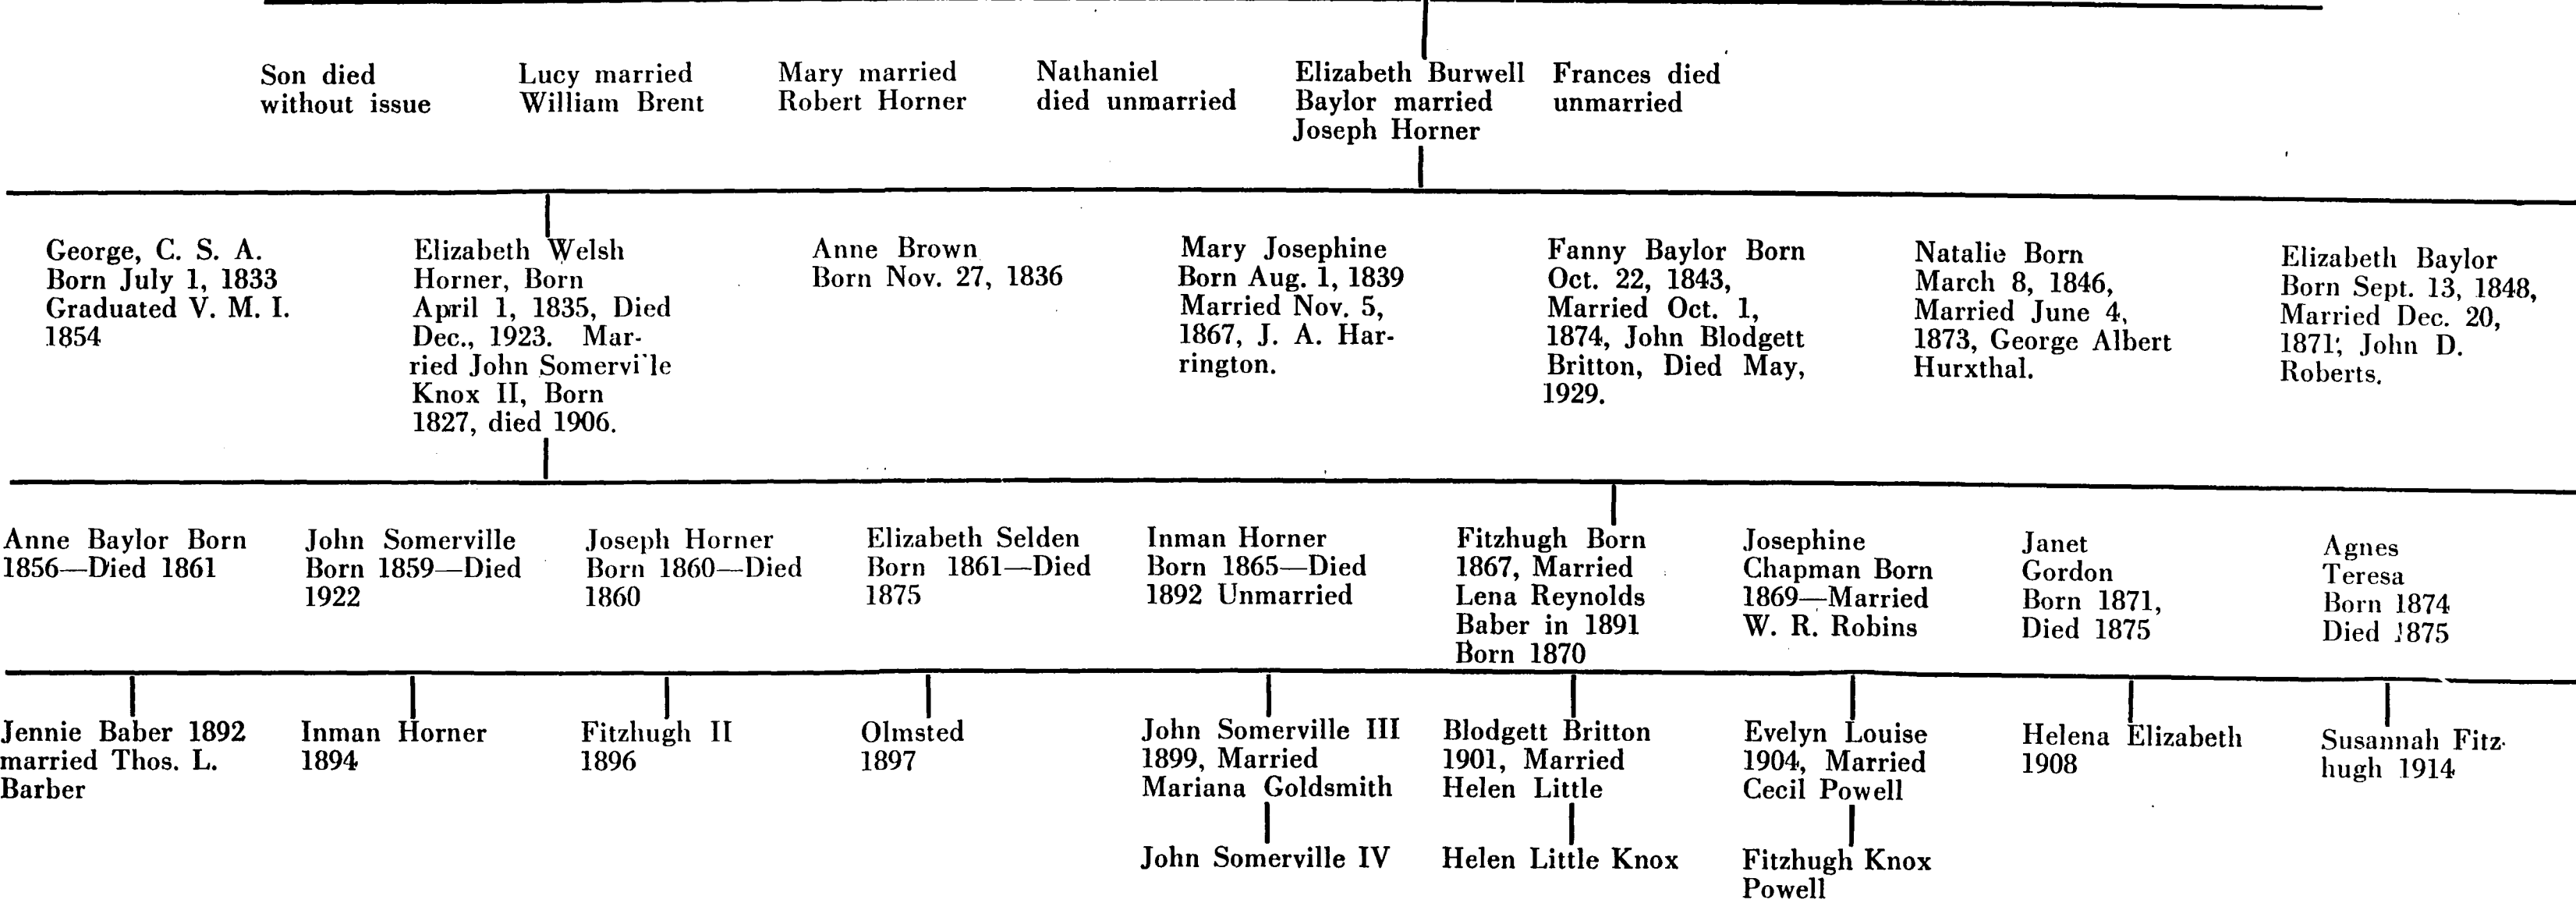 Son died
without issue
Lucy married
William Brent
Mary married
Robert Horner
Nathaniel
died unmarried
Elizabeth Burwell
Baylor married
Joseph Horner
Frances died
unmarried
George, C. S. A.
Born July 1, 1833
Graduated V. M. I.
1854
Elizabeth Welsh
Horner, Born
April 1, 1835, Died
Dec., 1923. Mar-
ried John Somerville
Knox II, Born
1827, died 1906.
Anne Brown
Born Nov. 27, 1836
Mary Josephine
Born Aug. 1, 1839
Married Nov. 5,
1867, J. A. Har-
rington.
Fanny Baylor Born
Oct. 22, 1843,
Married Oct. 1,
1874, John Blodgett
Britton, Died May,
1929.
Natalie Born
March 8, 1846,
Married June 4,
1873, George Albert
Hurxthal.
Elizabeth Baylor
Born Sept. 13, 1848,
Married Dec. 20,
1871; John D.
Roberts.
Anne Baylor Born
1856—Died 1861
John Somerville
Born 1859—Died
1922
Joseph Horner
Born 1860—Died
1860
Elizabeth Selden
Born 1861—Died
1875
Inman Horner
Born 1865—Died
1892 Unmarried
Fitzhugh Born
1867, Married
Lena Reynolds
Baber in 1891
Born 1870
Josephine
Chapman Born
1869—Married
W. R. Robins
Janet
Gordon
Born 1871,
Died 1875
Agnes
Teresa
Born 1874
Died 1875
Jennie Baber 1892
married Thos. L.
Barber
Inman Horner
1894
Fitzhugh II
1896
Olmsted
1897
John Somerville III
1899, Married
Mariana Goldsmith
Blodgett Britton
1901, Married
Helen Little
Evelyn Louise
1904, Married
Cecil Powell
Helena Elizabeth
1908
Susannah Fitz-
hugh 1914
John Somerville IV
Helen Little Knox
Fitzhugh Knox
Powell